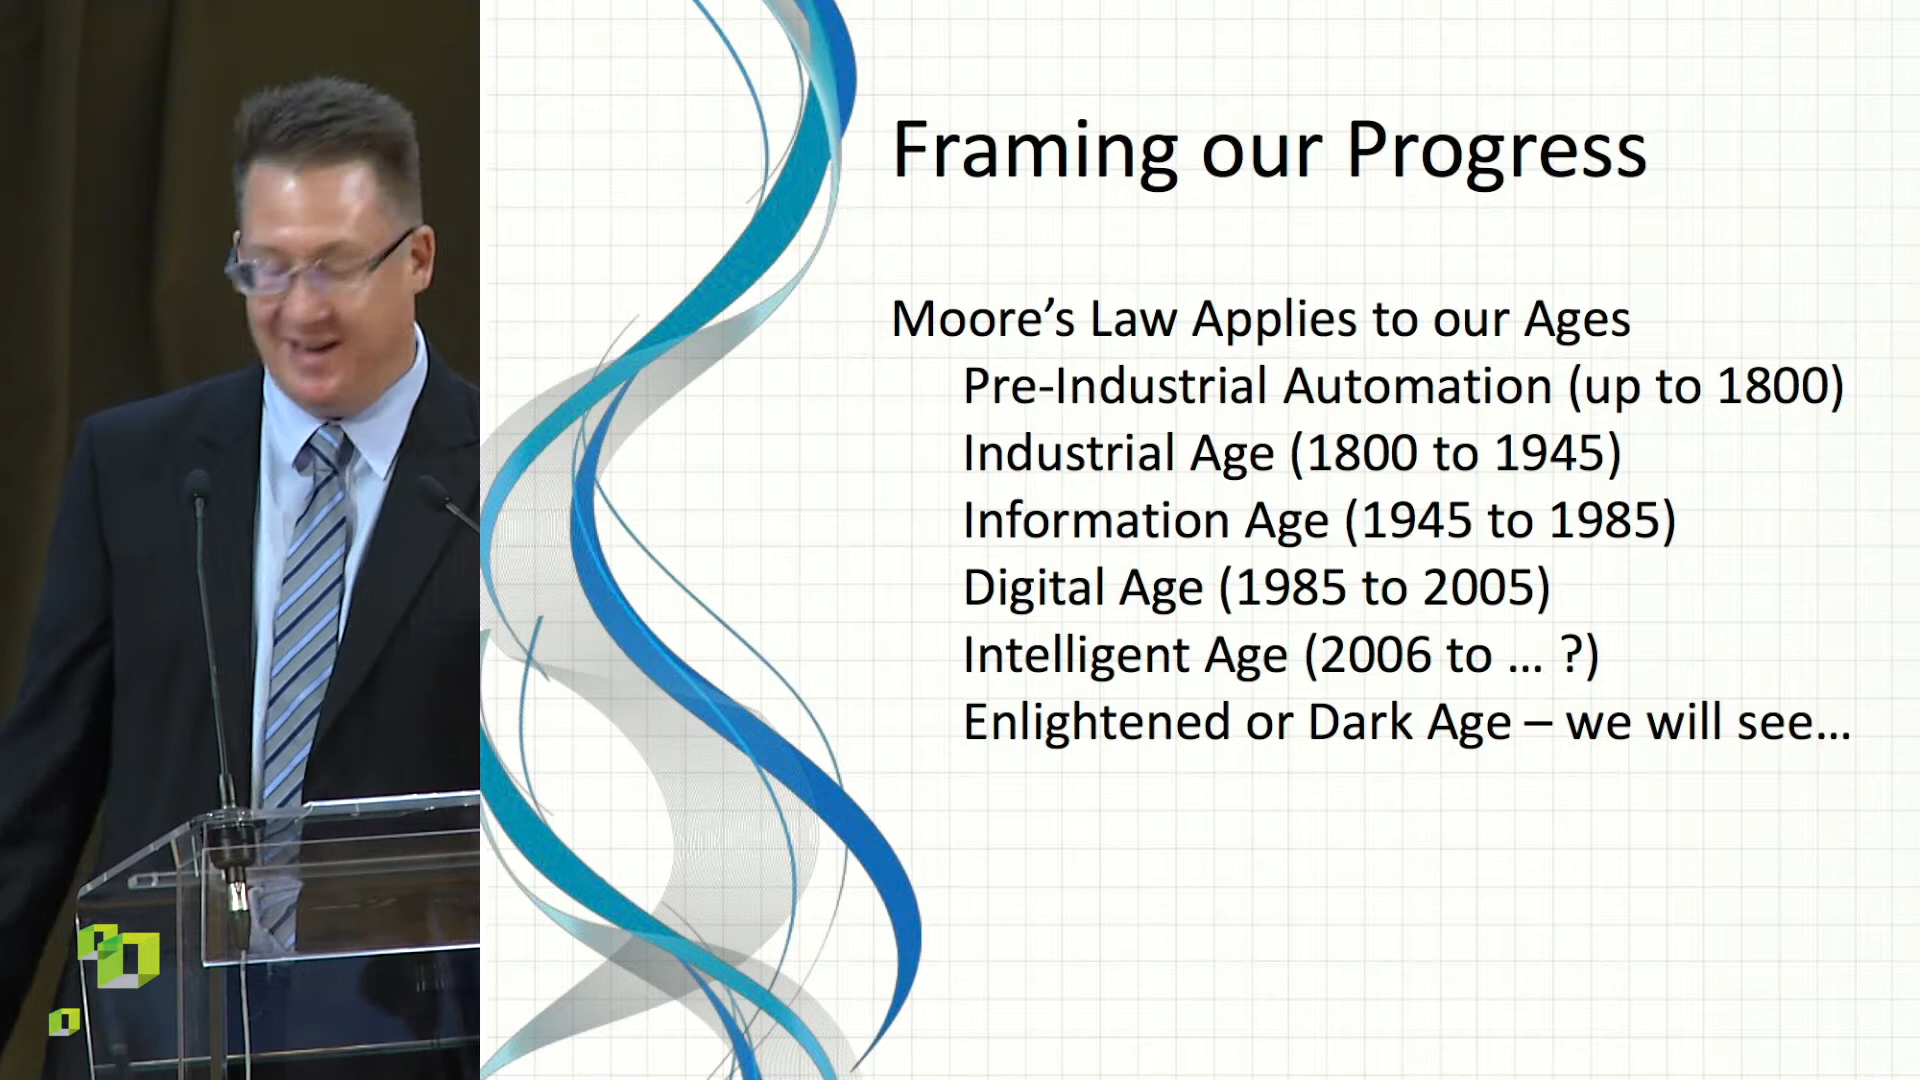 Framing our Progress
Moore’s Law Applies to our Ages
Pre-Industrial Automation (up to 1800)
Industrial Age (1800 to 1945)
Information Age (1945 to 1985)
Digital Age (1985 to 2005)
Intelligent Age (2006 to … ?)
Enlightened or Dark Age – we will see…